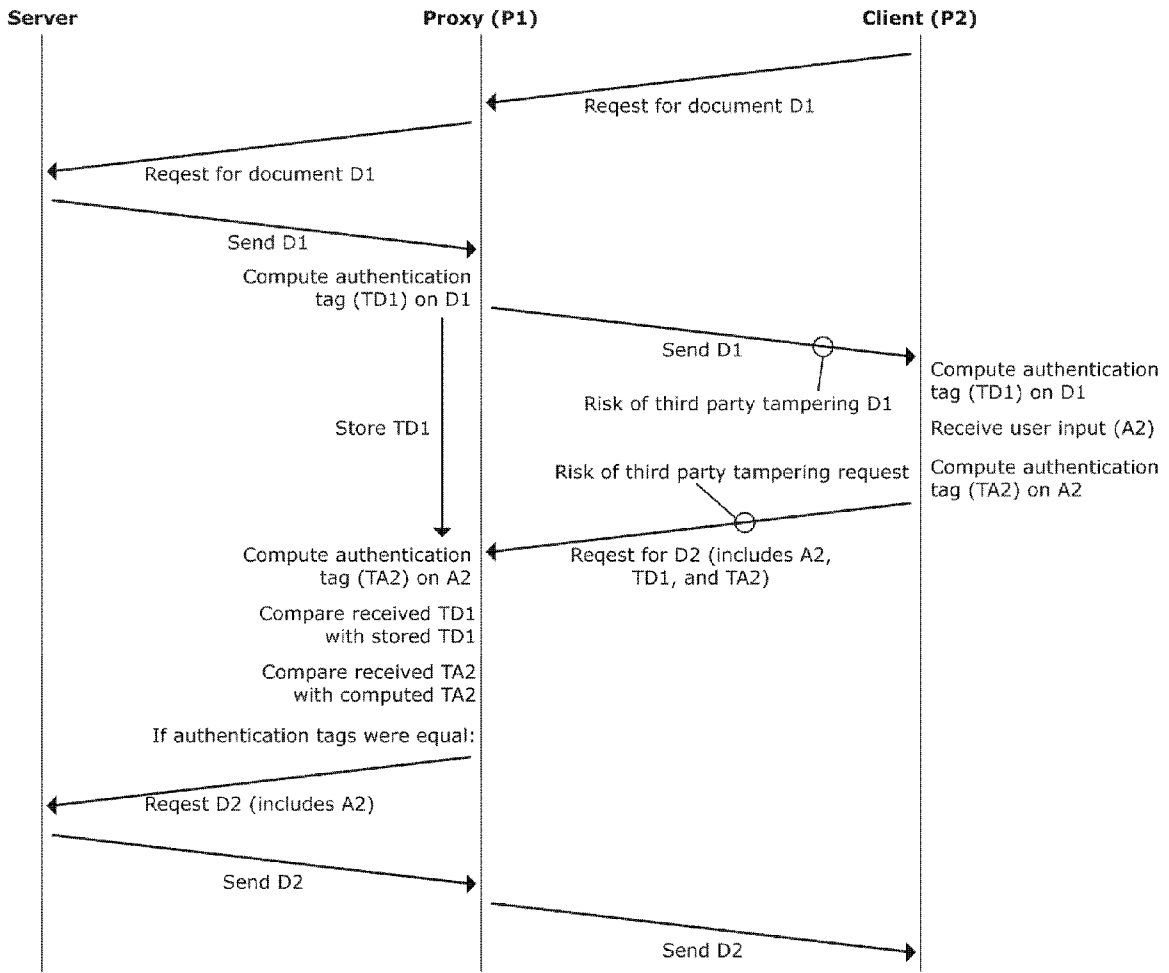 Server
Proxy (P1)
Client (P2)
Reqest for document D1
Reqest for document D1
Send D1
Compute authentication
tag (TD1) on D1
Send D1
Risk of third party tampering D1
Compute authentication
tag (TD1) on D1
Store TD1
Receive user input (A2)
Risk of third party tampering request
Compute authentication
tag (TA2) on A2
Compute authentication
tag (TA2) on A2
Reqest for D2 (includes A2,
TD1, and TA2)
Compare received TD1
with stored TD1
Compare received TA2
with computed TA2
If authentication tags were equal:
Reqest D2 (includes A2)
Send D2
Send D2